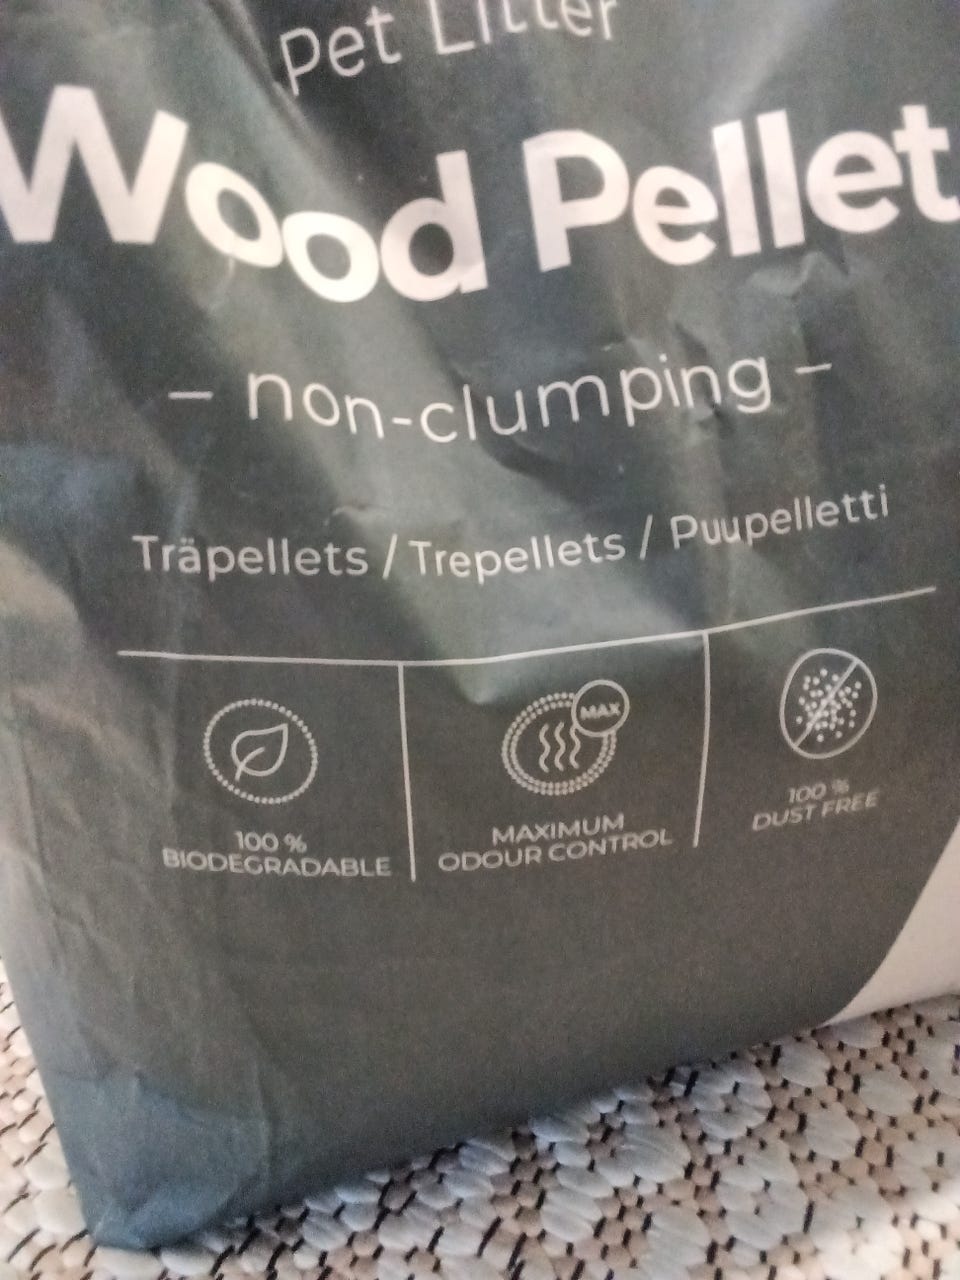 Pet Litter
Wood Pellet
– non-clumping –
Träpellets / Trepellets / Puupelletti
100 %
BIODEGRADABLE
MAX
MAXIMUM
ODOUR CONTROL
100 %
DUST FREE